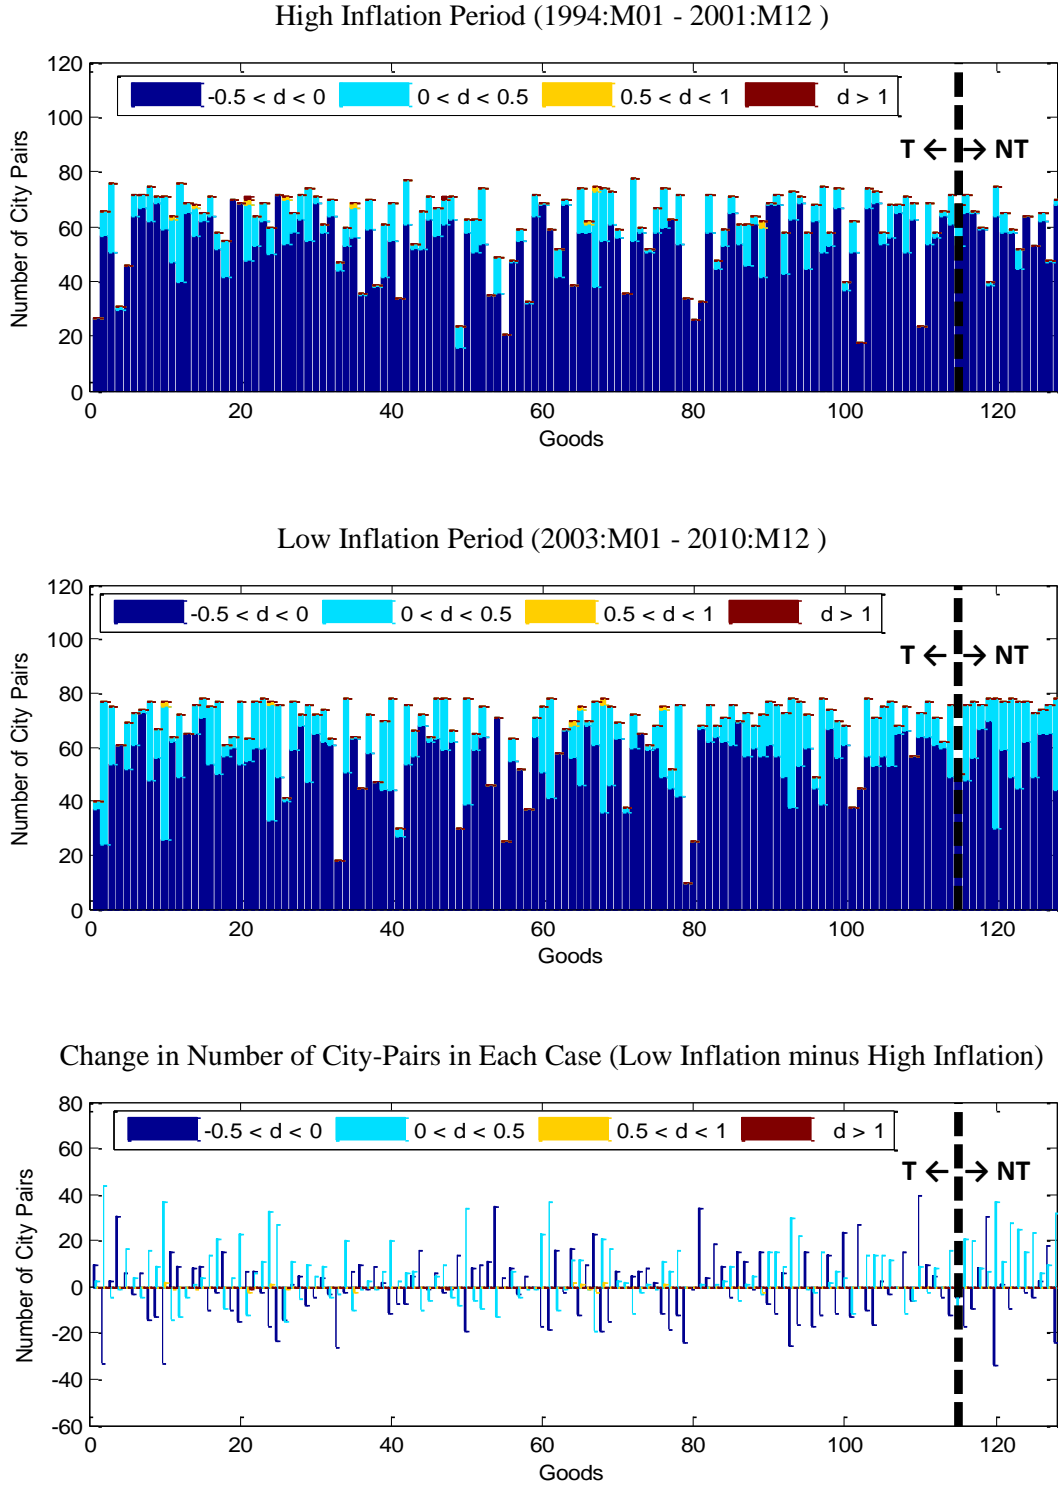 High Inflation Period (1994:M01 - 2001:M12 )
120
100
80
60
40
20
0
Number of City Pairs
-0.5 < d < 0
0 < d < 0.5
0.5 < d < 1
d > 1
T ← → NT
0 20 40 60 80 100 120
Goods
Low Inflation Period (2003:M01 - 2010:M12 )
120
100
80
60
40
20
0
Number of City Pairs
-0.5 < d < 0
0 < d < 0.5
0.5 < d < 1
d > 1
T ← → NT
0 20 40 60 80 100 120
Goods
Change in Number of City-Pairs in Each Case (Low Inflation minus High Inflation)
80
60
40
20
0
-20
-40
-60
Number of City Pairs
-0.5 < d < 0
0 < d < 0.5
0.5 < d < 1
d > 1
T ← → NT
0 20 40 60 80 100 120
Goods